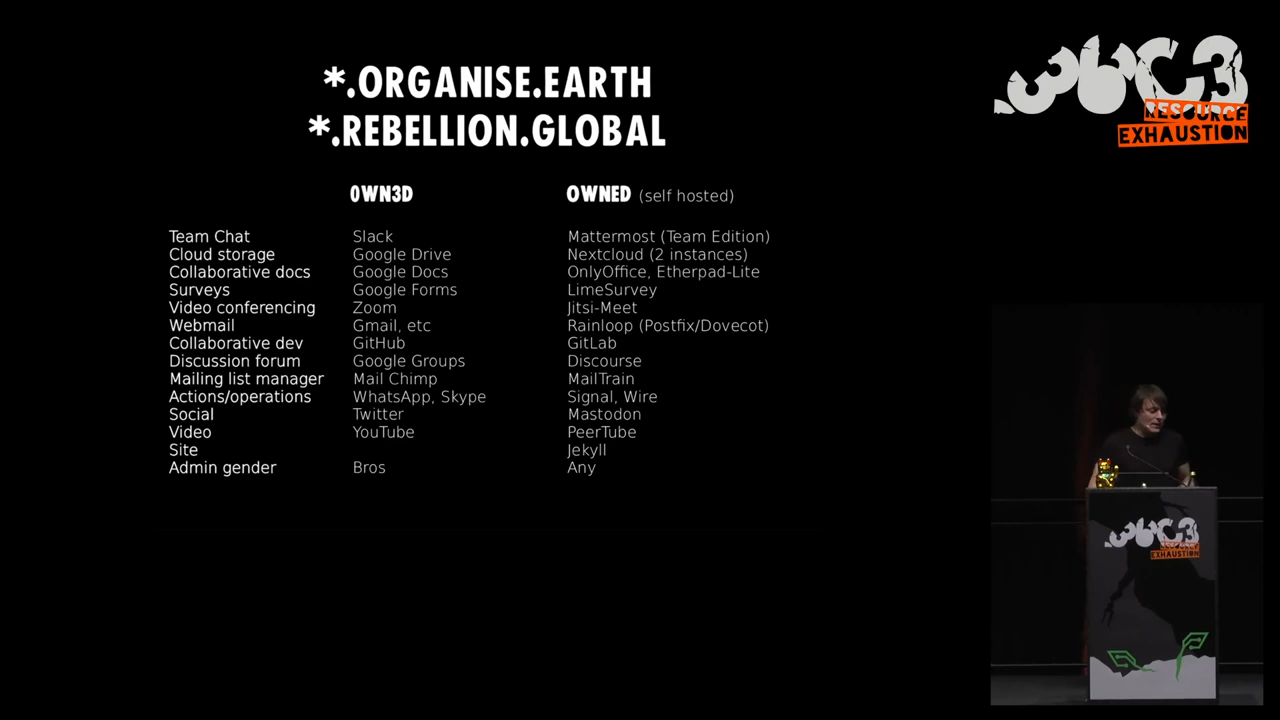 *.ORGANISE.EARTH
*.REBELLION.GLOBAL
0WN3D OWNED (self hosted)
Team Chat Slack Mattermost (Team Edition)
Cloud storage Google Drive Nextcloud (2 instances)
Collaborative docs Google Docs OnlyOffice, Etherpad-Lite
Surveys Google Forms LimeSurvey
Video conferencing Zoom Jitsi-Meet
Webmail Gmail, etc Rainloop (Postfix/Dovecot)
Collaborative dev GitHub GitLab
Discussion forum Google Groups Discourse
Mailing list manager Mail Chimp MailTrain
Actions/operations WhatsApp, Skype Signal, Wire
Social Twitter Mastodon
Video YouTube PeerTube
Site Jekyll
Admin gender Bros Any
36C3
RESOURCE
EXHAUSTION
36C3
RESOURCE
EXHAUSTION